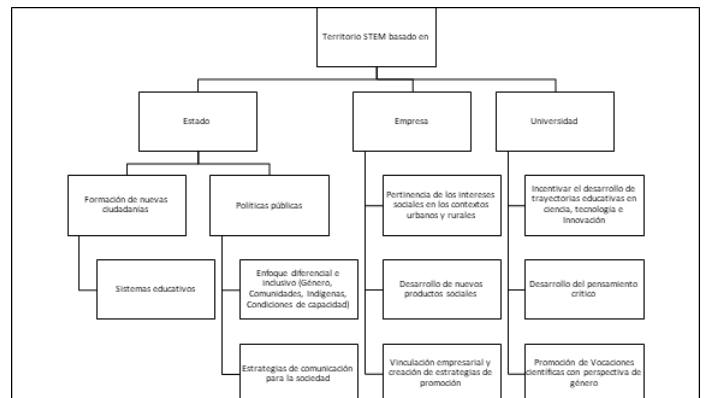 Territorio STEM basado en
Estado
Empresa
Universidad
Formación de nuevas
ciudadanías
Políticas públicas
Pertinencia de los intereses
sociales en los contextos
urbanos y rurales
Incentivar el desarrollo de
trayectorias educativas en
ciencia, tecnología e
Innovación
Sistemas educativos
Enfoque diferencial e
inclusivo (Género,
Comunidades, Indígenas,
Condiciones de capacidad)
Desarrollo de nuevos
productos sociales
Desarrollo del pensamiento
crítico
Estrategias de comunicación
para la sociedad
Vinculación empresarial y
creación de estrategias de
promoción
Promoción de Vocaciones
científicas con perspectiva de
género